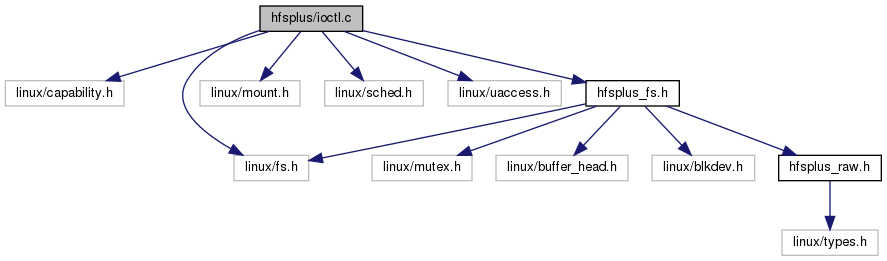 hfsplus/ioctl.c
linux/capability.h
linux/mount.h
linux/sched.h
linux/uaccess.h
hfsplus_fs.h
linux/fs.h
linux/mutex.h
linux/buffer_head.h
linux/blkdev.h
hfsplus_raw.h
linux/types.h